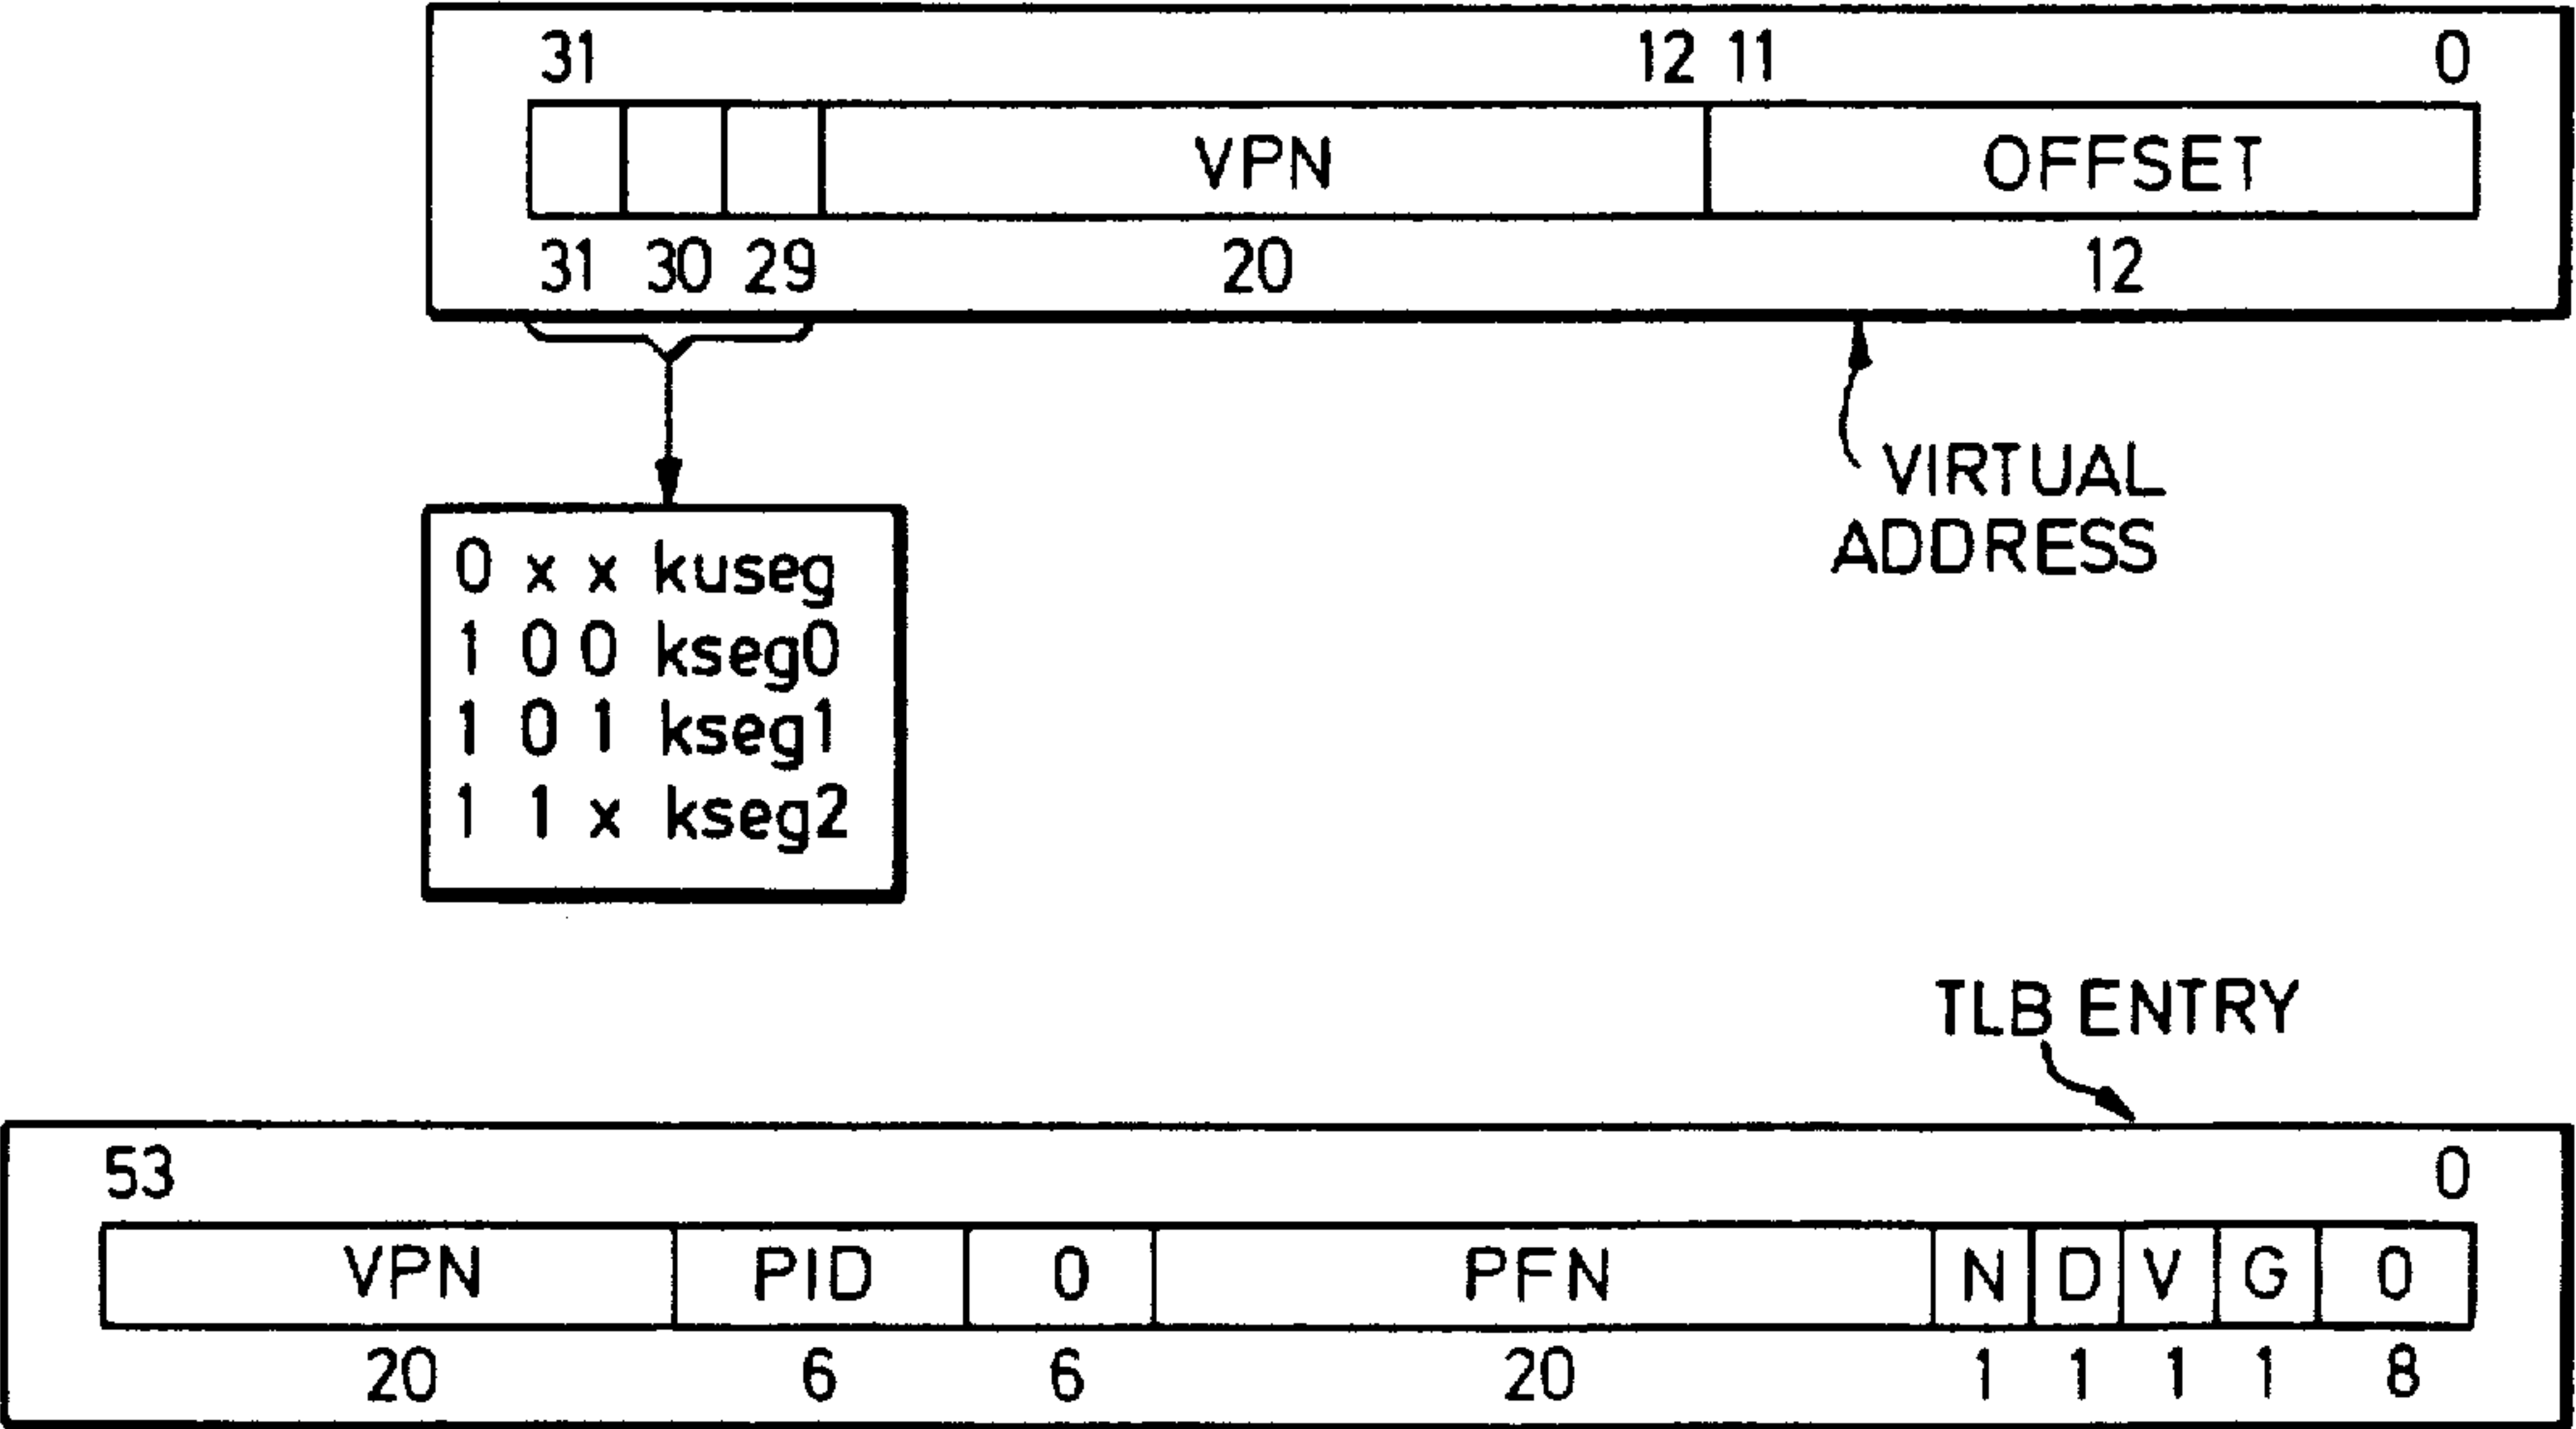 31 12 11 0
VPN OFFSET
31 30 29 20 12
VIRTUAL
ADDRESS
0 x x kuseg
1 0 0 kseg0
1 0 1 kseg1
1 1 x kseg2
TLB ENTRY
53 0
VPN PID 0 PFN N D V G 0
20 6 6 20 1 1 1 1 8